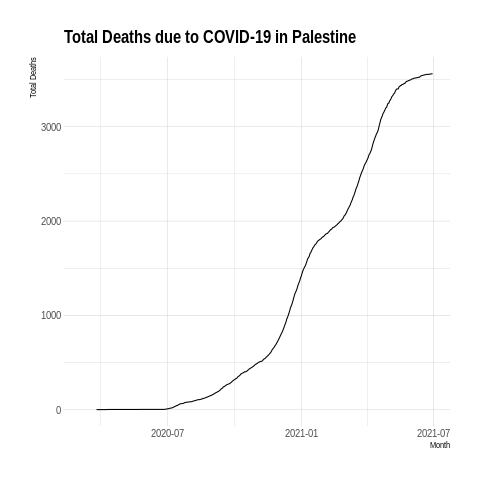 Total Deaths due to COVID-19 in Palestine
Total Deaths
3000
2000
1000
0
2020-07 2021-01 2021-07
Month